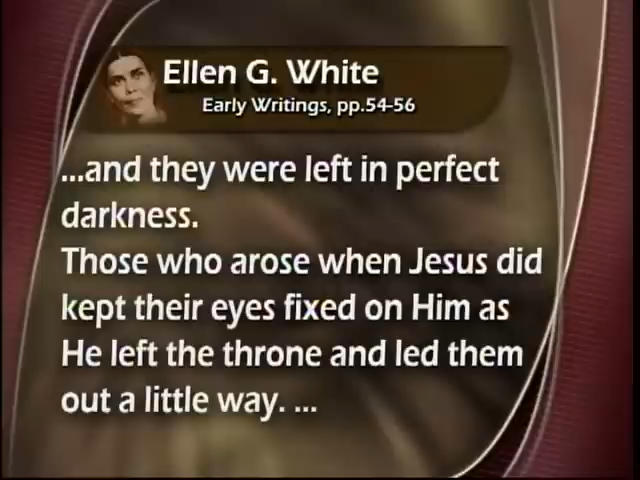 Ellen G. White
Early Writings, pp.54-56
...and they were left in perfect
darkness.
Those who arose when Jesus did
kept their eyes fixed on Him as
He left the throne and led them
out a little way. ...